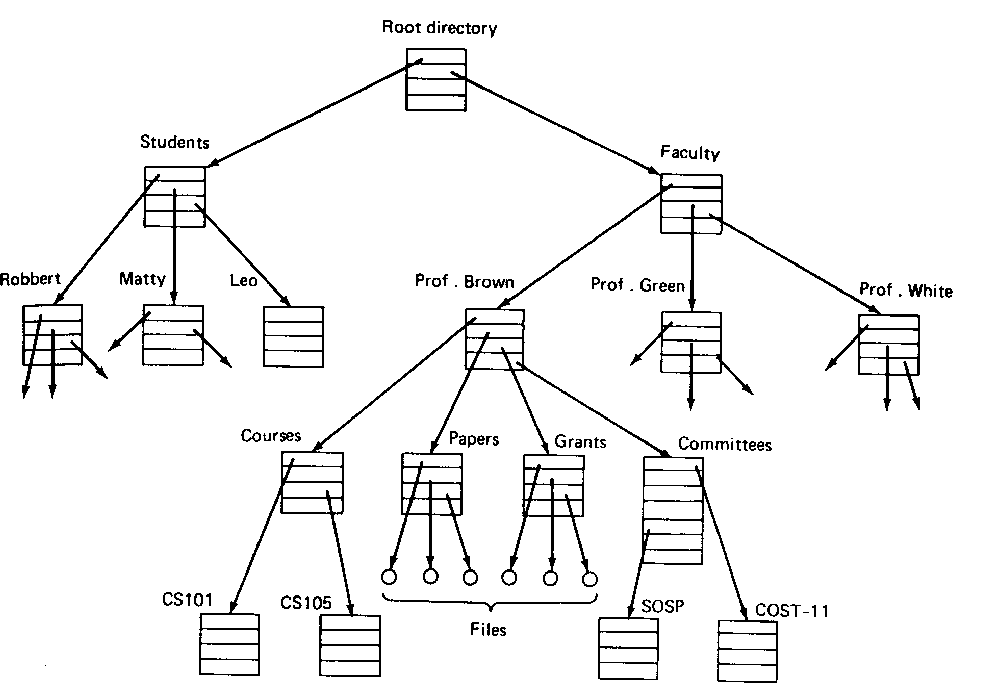 Root directory
Students
Faculty
Robbert
Matty
Leo
Prof . Brown
Prof . Green
Prof . White
Courses
Papers
Grants
Committees
CS101
CS105
Files
SOSP
COST-11